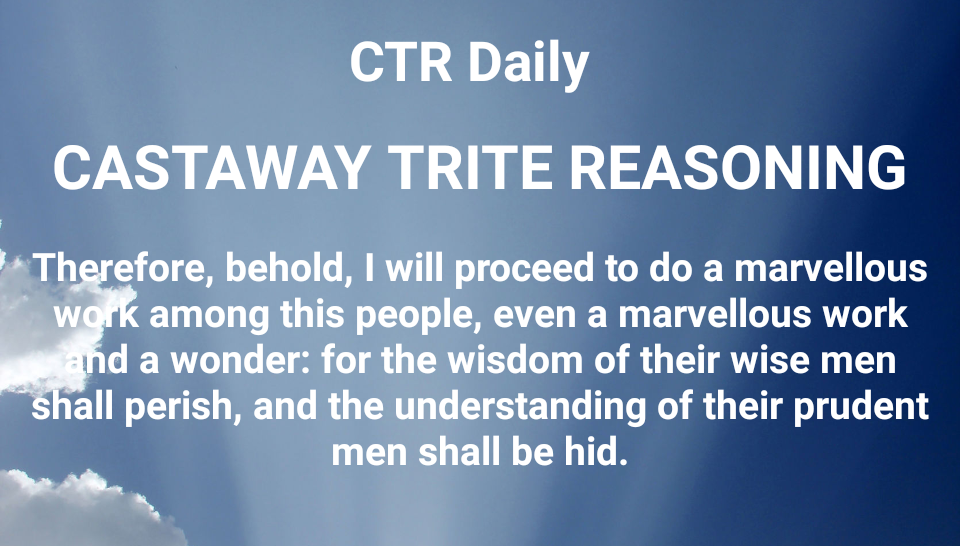 CTR Daily
CASTAWAY TRITE REASONING
Therefore, behold, I will proceed to do a marvellous
work among this people, even a marvellous work
and a wonder: for the wisdom of their wise men
shall perish, and the understanding of their prudent
men shall be hid.